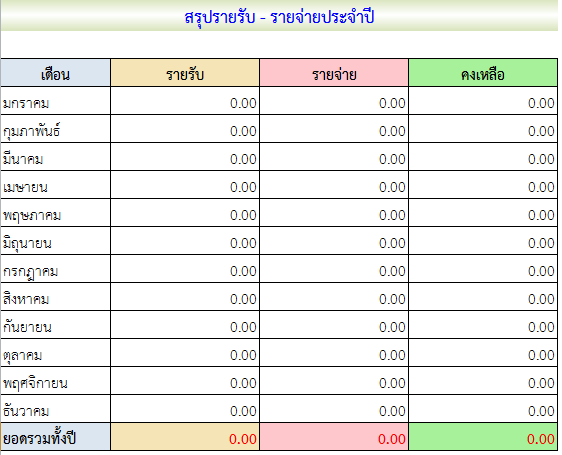 สรุปรายรับ - รายจ่ายประจำปี
เดือน รายรับ รายจ่าย คงเหลือ
มกราคม 0.00 0.00 0.00
กุมภาพันธ์ 0.00 0.00 0.00
มีนาคม 0.00 0.00 0.00
เมษายน 0.00 0.00 0.00
พฤษภาคม 0.00 0.00 0.00
มิถุนายน 0.00 0.00 0.00
กรกฎาคม 0.00 0.00 0.00
สิงหาคม 0.00 0.00 0.00
กันยายน 0.00 0.00 0.00
ตุลาคม 0.00 0.00 0.00
พฤศจิกายน 0.00 0.00 0.00
ธันวาคม 0.00 0.00 0.00
ยอดรวมทั้งปี 0.00 0.00 0.00